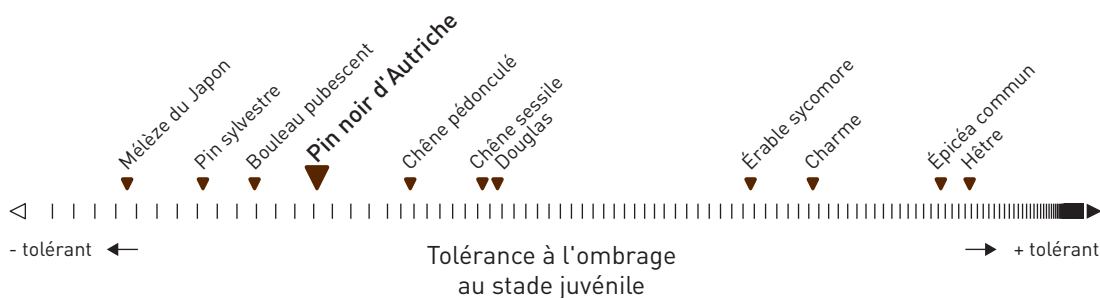 Mélèze du Japon
Pin sylvestre
Bouleau pubescent
Pin noir d'Autriche
Chêne pédonculé
Chêne sessile
Douglas
Érable sycomore
Charme
Épicéa commun
Hêtre
- tolérant
Tolérance à l'ombrage
au stade juvénile
+ tolérant